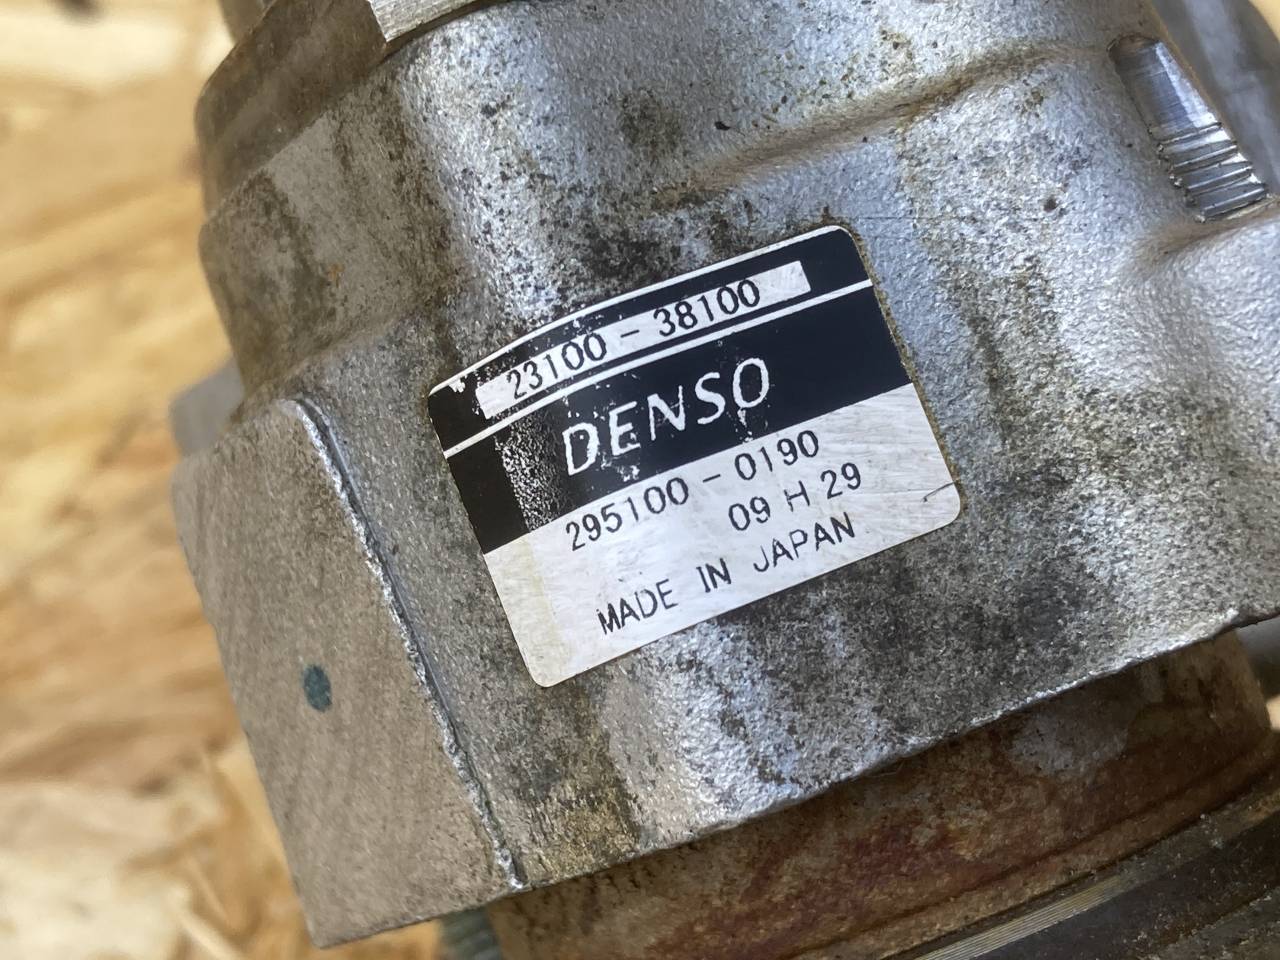 23100-38100
DENSO
295100-0190
09 H 29
MADE IN JAPAN